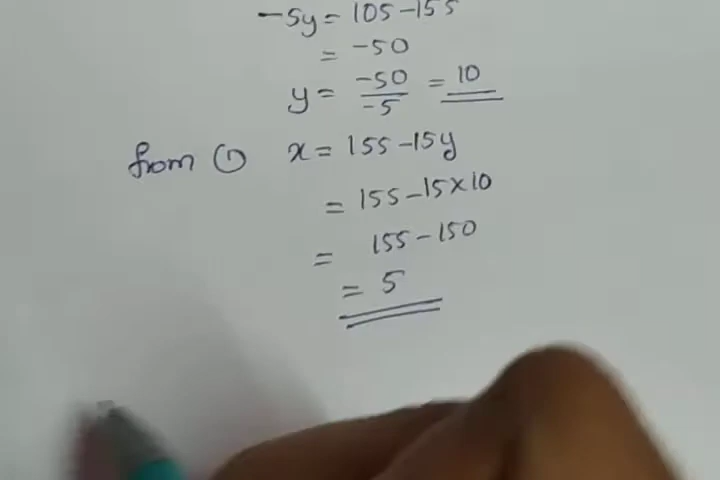 -5y = 105-155
= -50
y = -50/-5 = 10
from ① x = 155-15y
= 155-15×10
= 155-150
= 5